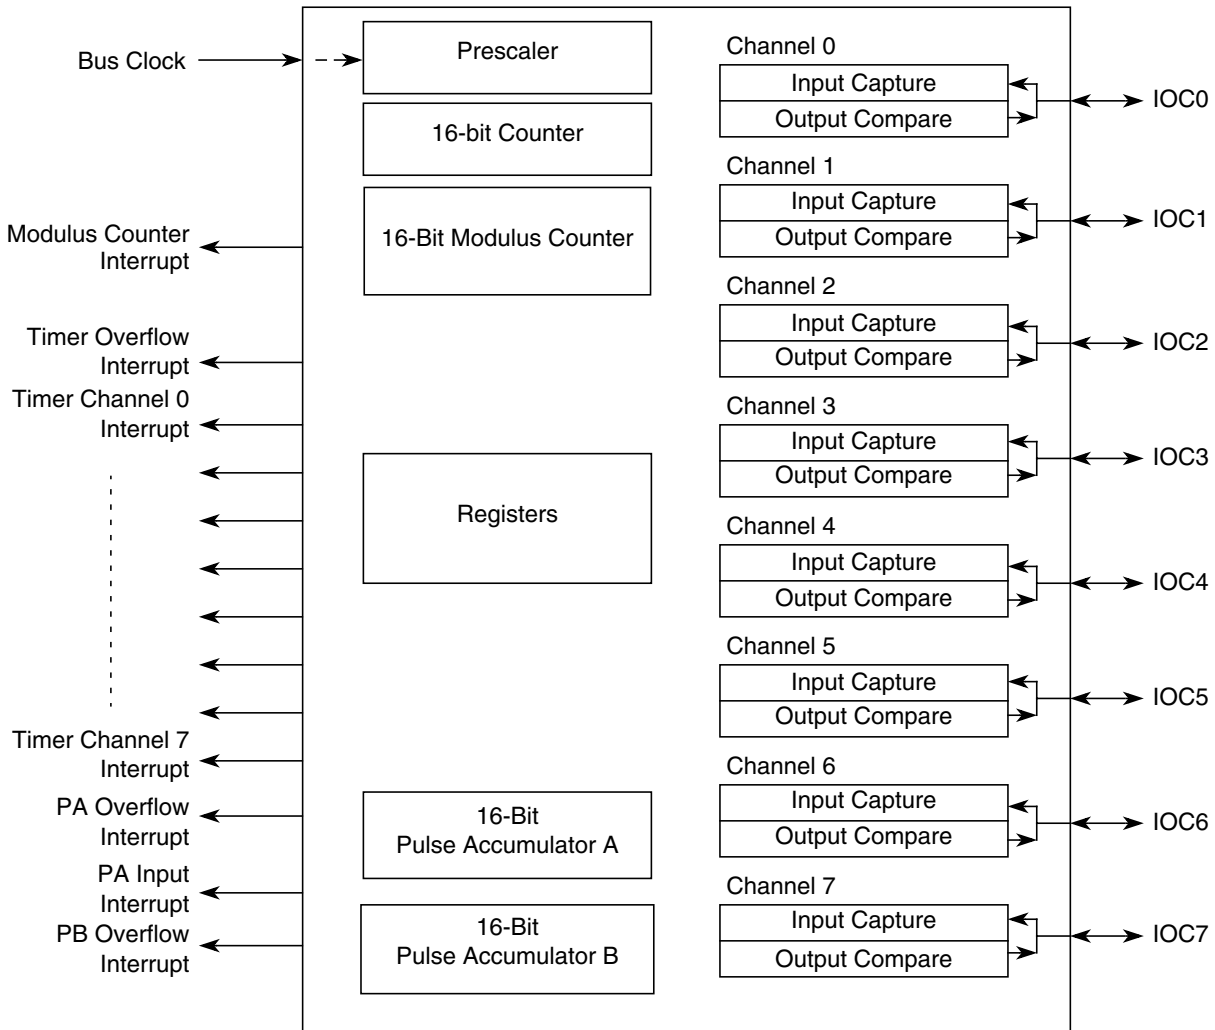 Bus Clock
Modulus Counter
Interrupt
Timer Overflow
Interrupt
Timer Channel 0
Interrupt
Timer Channel 7
Interrupt
PA Overflow
Interrupt
PA Input
Interrupt
PB Overflow
Interrupt
Prescaler
16-bit Counter
16-Bit Modulus Counter
Registers
16-Bit
Pulse Accumulator A
16-Bit
Pulse Accumulator B
Channel 0
Input Capture
Output Compare
IOC0
Channel 1
Input Capture
Output Compare
IOC1
Channel 2
Input Capture
Output Compare
IOC2
Channel 3
Input Capture
Output Compare
IOC3
Channel 4
Input Capture
Output Compare
IOC4
Channel 5
Input Capture
Output Compare
IOC5
Channel 6
Input Capture
Output Compare
IOC6
Channel 7
Input Capture
Output Compare
IOC7